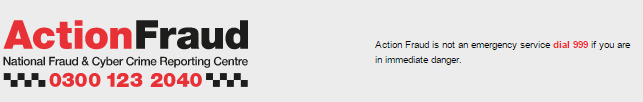 ActionFraud
National Fraud & Cyber Crime Reporting Centre
0300 123 2040
Action Fraud is not an emergency service dial 999 if you are
in immediate danger.